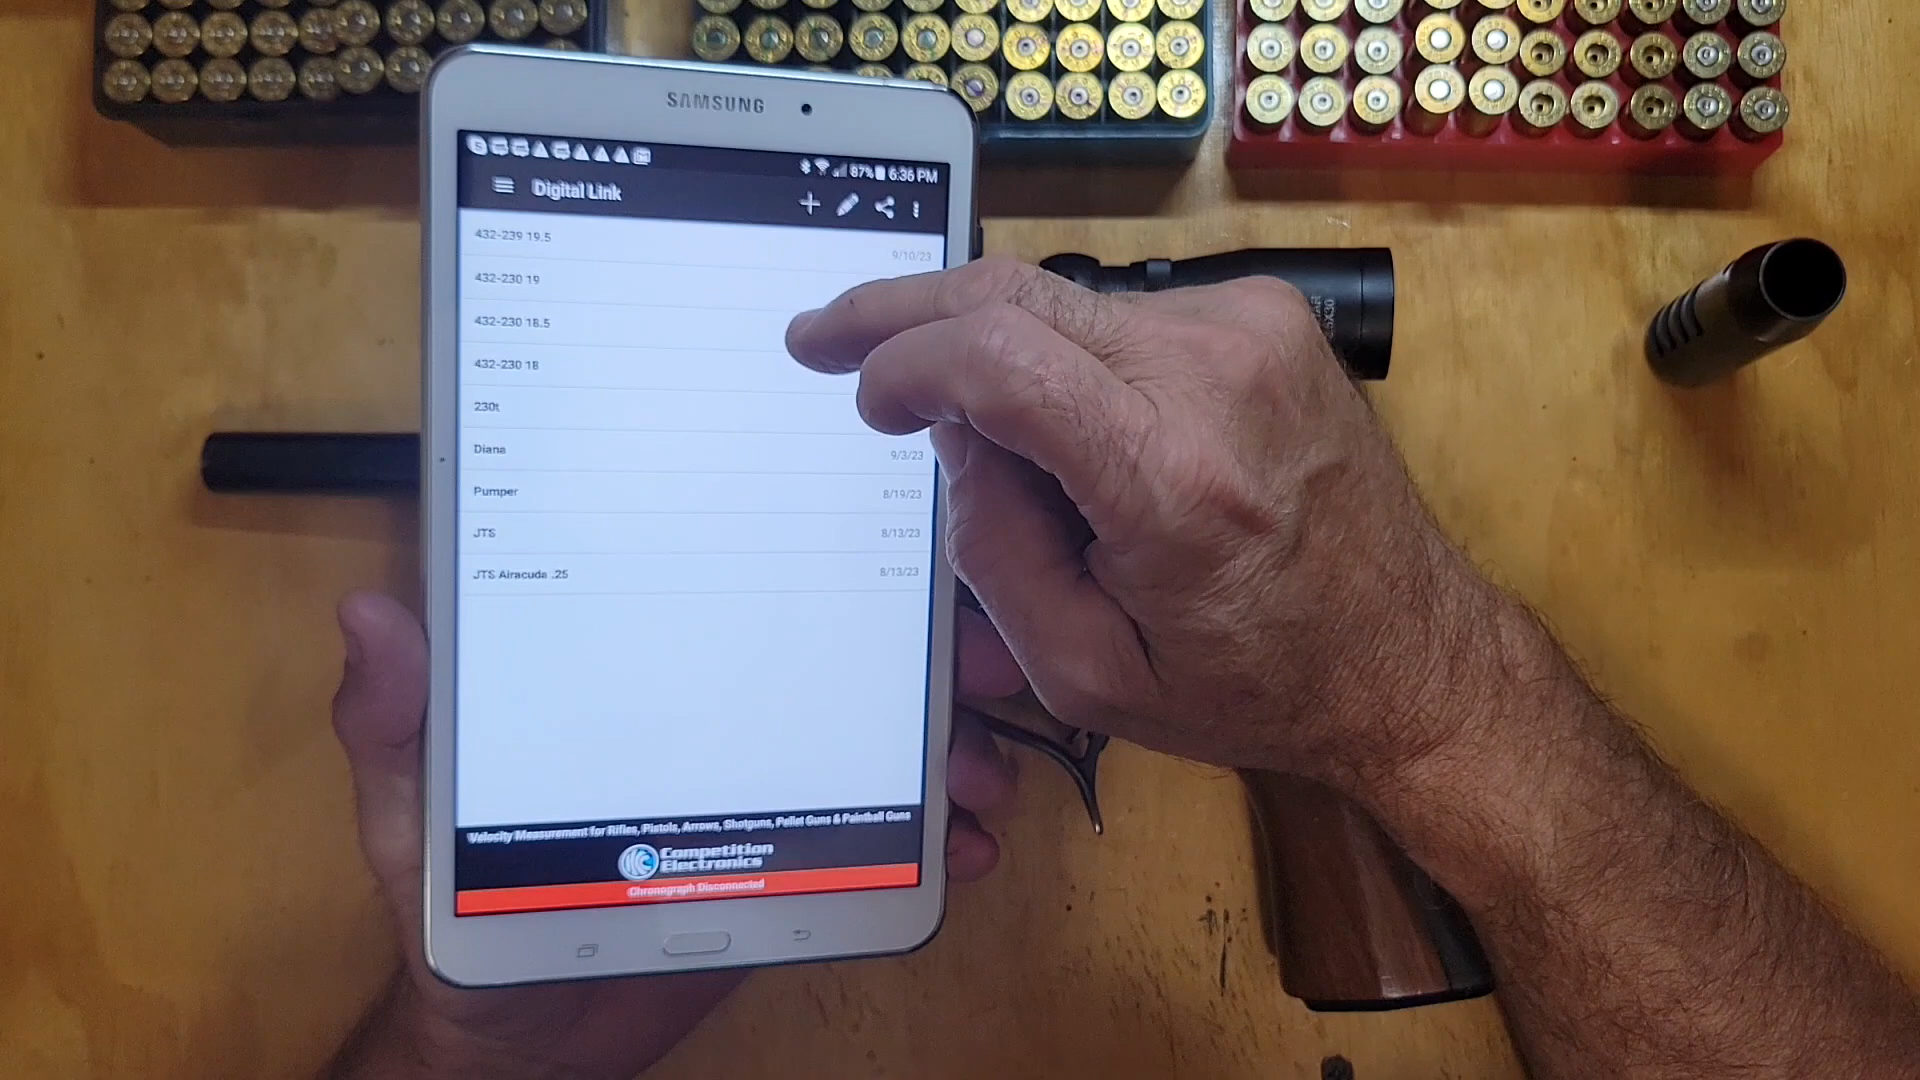 SAMSUNG
87% 6:36 PM
Digital Link
432-239 19.5
9/10/23
432-230 19
432-230 18.5
432-230 18
230t
Diana
9/3/23
Pumper
8/19/23
JTS
8/13/23
JTS Airacuda .25
8/13/23
Velocity Measurement for Rifles, Pistols, Arrows, Shotguns, Pellet Guns & Paintball Guns
Competition
Electronics
Chronograph Disconnected